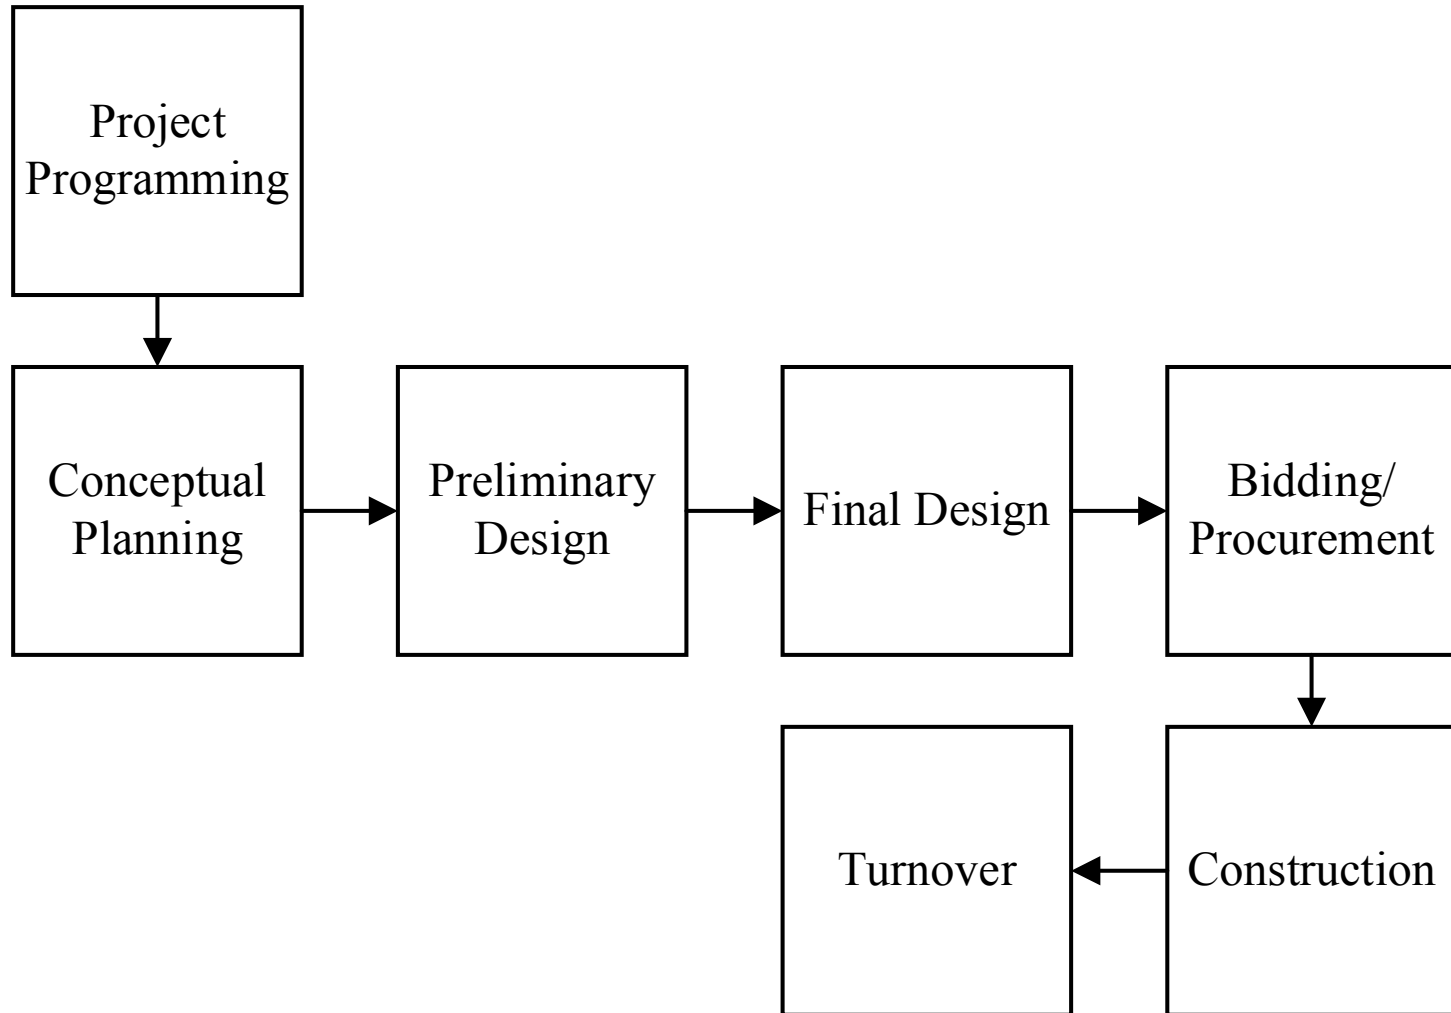 Project
Programming
Conceptual
Planning
Preliminary
Design
Final Design
Bidding/
Procurement
Turnover
Construction